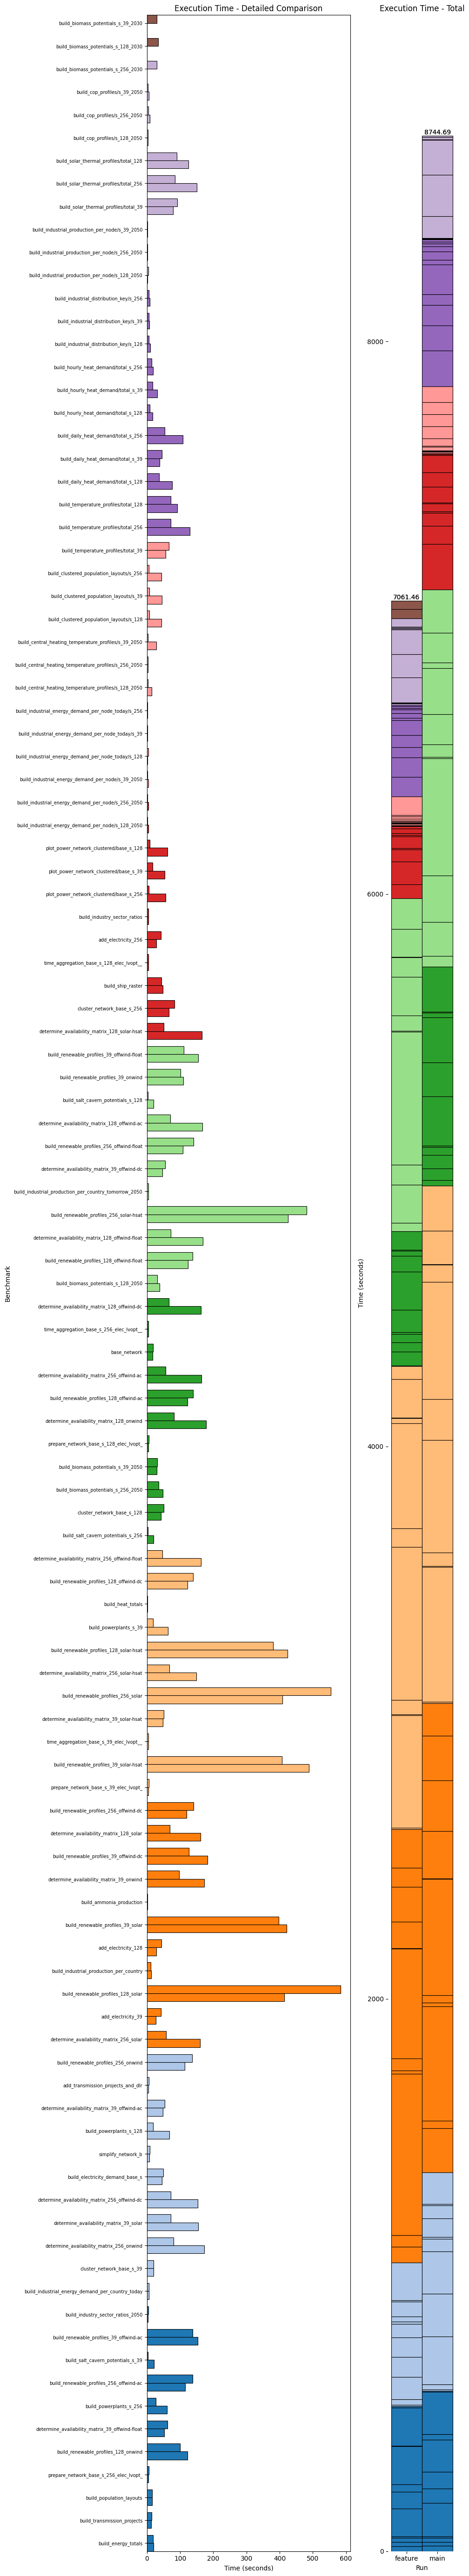 Execution Time - Detailed Comparison
Execution Time - Total
build_biomass_potentials_s_39_2030
build_biomass_potentials_s_128_2030
build_biomass_potentials_s_256_2030
build_cop_profiles/s_39_2050
build_cop_profiles/s_256_2050
build_cop_profiles/s_128_2050
build_solar_thermal_profiles/total_128
build_solar_thermal_profiles/total_256
build_solar_thermal_profiles/total_39
build_industrial_production_per_node/s_39_2050
build_industrial_production_per_node/s_256_2050
build_industrial_production_per_node/s_128_2050
build_industrial_distribution_key/s_256
build_industrial_distribution_key/s_39
build_industrial_distribution_key/s_128
build_hourly_heat_demand/total_s_256
build_hourly_heat_demand/total_s_39
build_hourly_heat_demand/total_s_128
build_daily_heat_demand/total_s_256
build_daily_heat_demand/total_s_39
build_daily_heat_demand/total_s_128
build_temperature_profiles/total_128
build_temperature_profiles/total_256
build_temperature_profiles/total_39
build_clustered_population_layouts/s_256
build_clustered_population_layouts/s_39
build_clustered_population_layouts/s_128
build_central_heating_temperature_profiles/s_39_2050
build_central_heating_temperature_profiles/s_256_2050
build_central_heating_temperature_profiles/s_128_2050
build_industrial_energy_demand_per_node_today/s_256
build_industrial_energy_demand_per_node_today/s_39
build_industrial_energy_demand_per_node_today/s_128
build_industrial_energy_demand_per_node/s_39_2050
build_industrial_energy_demand_per_node/s_256_2050
build_industrial_energy_demand_per_node/s_128_2050
plot_power_network_clustered/base_s_128
plot_power_network_clustered/base_s_39
plot_power_network_clustered/base_s_256
build_industry_sector_ratios
add_electricity_256
time_aggregation_base_s_128_elec_lvopt__
build_ship_raster
cluster_network_base_s_256
determine_availability_matrix_128_solar-hsat
build_renewable_profiles_39_offwind-float
build_renewable_profiles_39_onwind
build_salt_cavern_potentials_s_128
determine_availability_matrix_128_offwind-ac
build_renewable_profiles_256_offwind-float
determine_availability_matrix_39_offwind-dc
build_industrial_production_per_country_tomorrow_2050
build_renewable_profiles_256_solar-hsat
determine_availability_matrix_128_offwind-float
build_renewable_profiles_128_offwind-float
build_biomass_potentials_s_128_2050
determine_availability_matrix_128_offwind-dc
time_aggregation_base_s_256_elec_lvopt__
base_network
determine_availability_matrix_256_offwind-ac
build_renewable_profiles_128_offwind-ac
determine_availability_matrix_128_onwind
prepare_network_base_s_128_elec_lvopt_
build_biomass_potentials_s_39_2050
build_biomass_potentials_s_256_2050
cluster_network_base_s_128
build_salt_cavern_potentials_s_256
determine_availability_matrix_256_offwind-float
build_renewable_profiles_128_offwind-dc
build_heat_totals
build_powerplants_s_39
build_renewable_profiles_128_solar-hsat
determine_availability_matrix_256_solar-hsat
build_renewable_profiles_256_solar
determine_availability_matrix_39_solar-hsat
time_aggregation_base_s_39_elec_lvopt__
build_renewable_profiles_39_solar-hsat
prepare_network_base_s_39_elec_lvopt_
build_renewable_profiles_256_offwind-dc
determine_availability_matrix_128_solar
build_renewable_profiles_39_offwind-dc
determine_availability_matrix_39_onwind
build_ammonia_production
build_renewable_profiles_39_solar
add_electricity_128
build_industrial_production_per_country
build_renewable_profiles_128_solar
add_electricity_39
determine_availability_matrix_256_solar
build_renewable_profiles_256_onwind
add_transmission_projects_and_dlr
determine_availability_matrix_39_offwind-ac
build_powerplants_s_128
simplify_network_b
build_electricity_demand_base_s
determine_availability_matrix_256_offwind-dc
determine_availability_matrix_39_solar
determine_availability_matrix_256_onwind
cluster_network_base_s_39
build_industrial_energy_demand_per_country_today
build_industry_sector_ratios_2050
build_renewable_profiles_39_offwind-ac
build_salt_cavern_potentials_s_39
build_renewable_profiles_256_offwind-ac
build_powerplants_s_256
determine_availability_matrix_39_offwind-float
build_renewable_profiles_128_onwind
prepare_network_base_s_256_elec_lvopt_
build_population_layouts
build_transmission_projects
build_energy_totals
Benchmark
0 100 200 300 400 500 600
Time (seconds)
8744.69
7061.46
8000
6000
4000
2000
0
Time (seconds)
feature main
Run